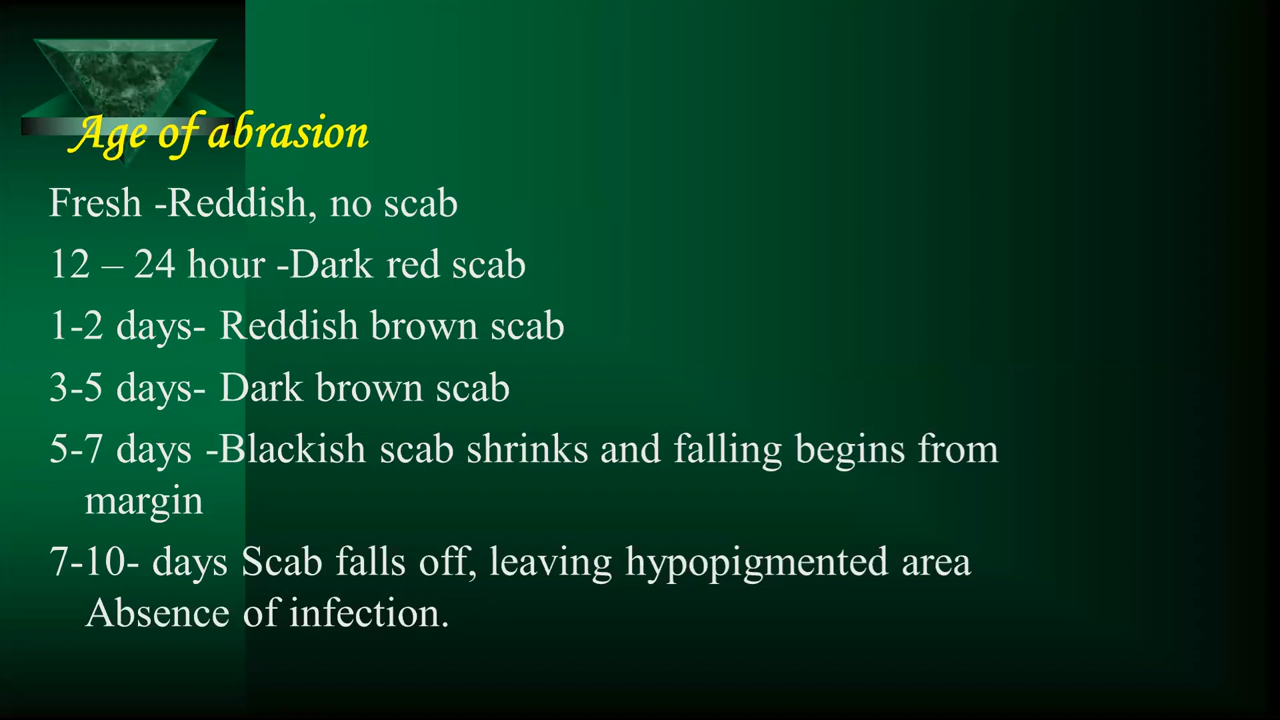 Age of abrasion
Fresh -Reddish, no scab
12 – 24 hour -Dark red scab
1-2 days- Reddish brown scab
3-5 days- Dark brown scab
5-7 days -Blackish scab shrinks and falling begins from
margin
7-10- days Scab falls off, leaving hypopigmented area
Absence of infection.